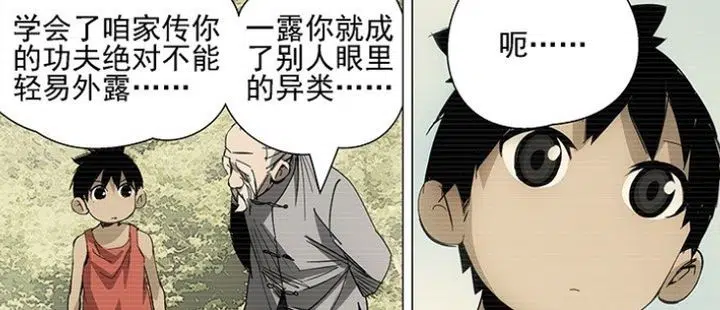 学会了咱家传你
的功夫绝对不能
轻易外露……
一露你就成
了别人眼里
的异类……
呃……